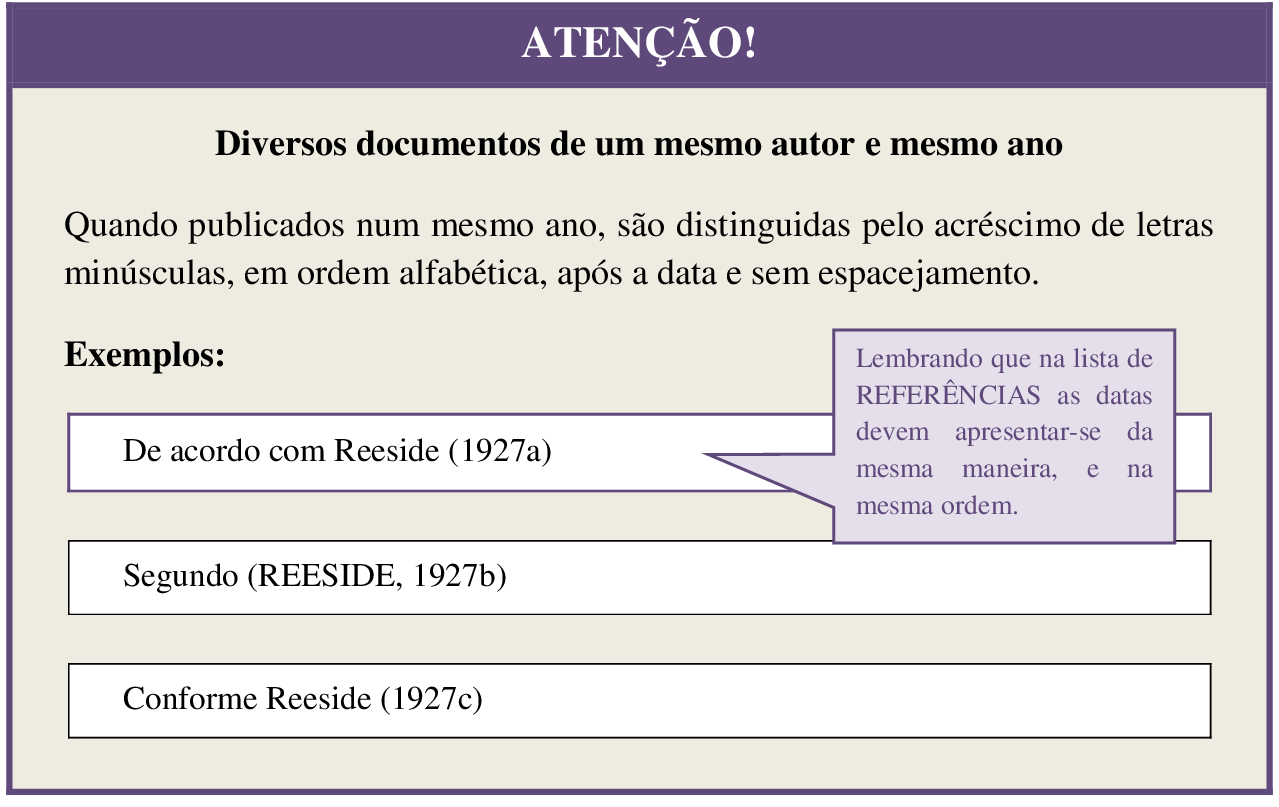 ATENÇÃO!
Diversos documentos de um mesmo autor e mesmo ano
Quando publicados num mesmo ano, são distinguidas pelo acréscimo de letras
minúsculas, em ordem alfabética, após a data e sem espacejamento.
Exemplos:
Lembrando que na lista de
REFERÊNCIAS as datas
devem apresentar-se da
mesma maneira, e na
mesma ordem.
De acordo com Reeside (1927a)
Segundo (REESIDE, 1927b)
Conforme Reeside (1927c)